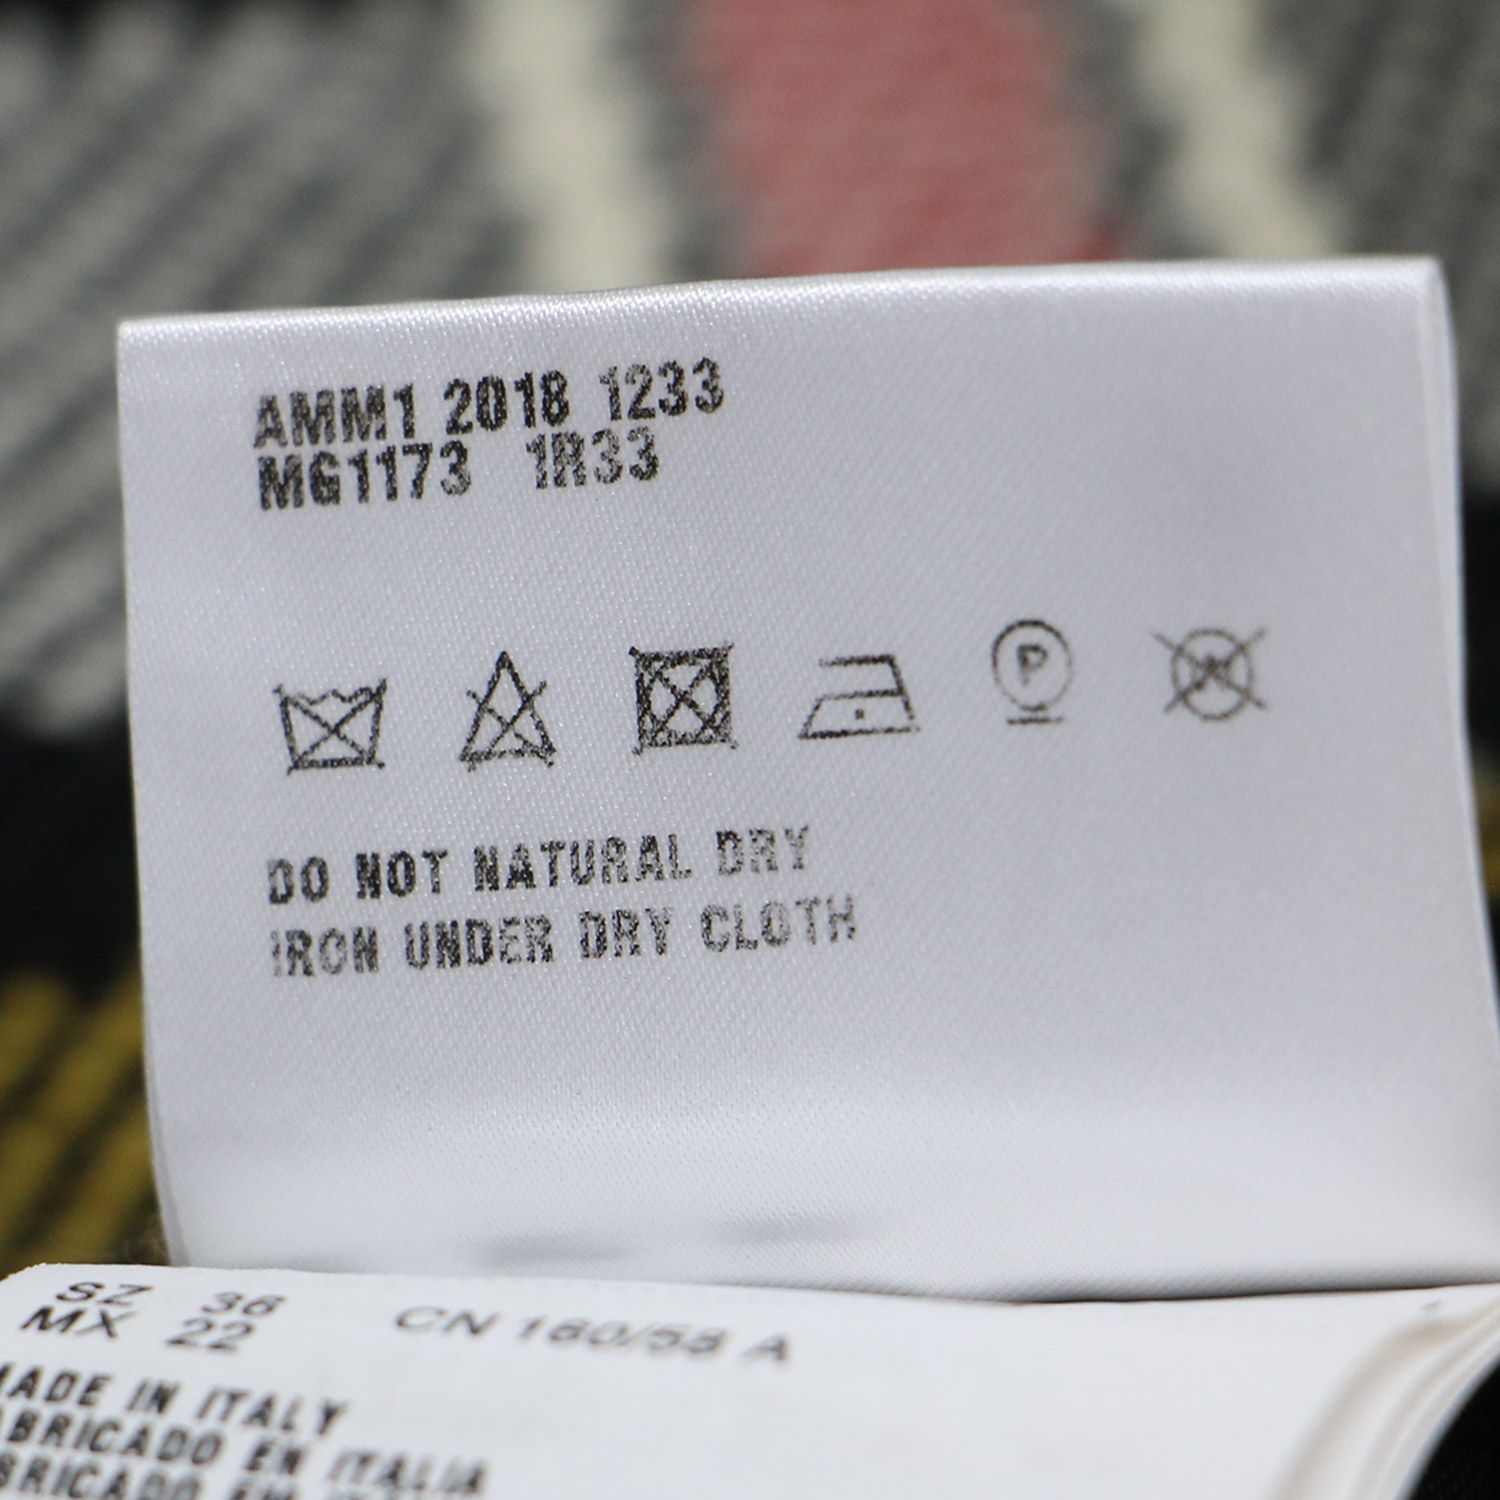 AMM1 2018 1233
MG1173 1R33
P
DO NOT NATURAL DRY
IRON UNDER DRY CLOTH
SZ 36
MX 22
CN 160/58 A
MADE IN ITALY
ABRICADO EN ITALIA